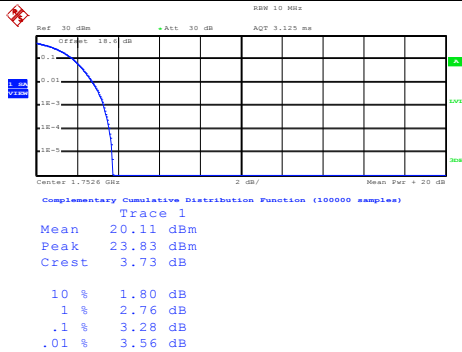 RBW 10 MHz
Ref 30 dBm Att 30 dB AQT 3.125 ms
Offset 18.6 dB
0.1
0.01
1E-3
1E-4
1E-5
1 SA
VIEW
A
LVL
3DB
Center 1.7526 GHz 2 dB/ Mean Pwr + 20 dB
Complementary Cumulative Distribution Function (100000 samples)
Trace 1
Mean 20.11 dBm
Peak 23.83 dBm
Crest 3.73 dB
10 % 1.80 dB
1 % 2.76 dB
.1 % 3.28 dB
.01 % 3.56 dB